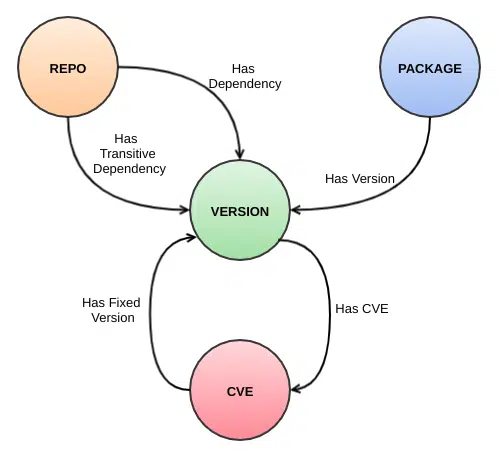 REPO
Has
Dependency
PACKAGE
Has
Transitive
Dependency
Has Version
VERSION
Has Fixed
Version
Has CVE
CVE